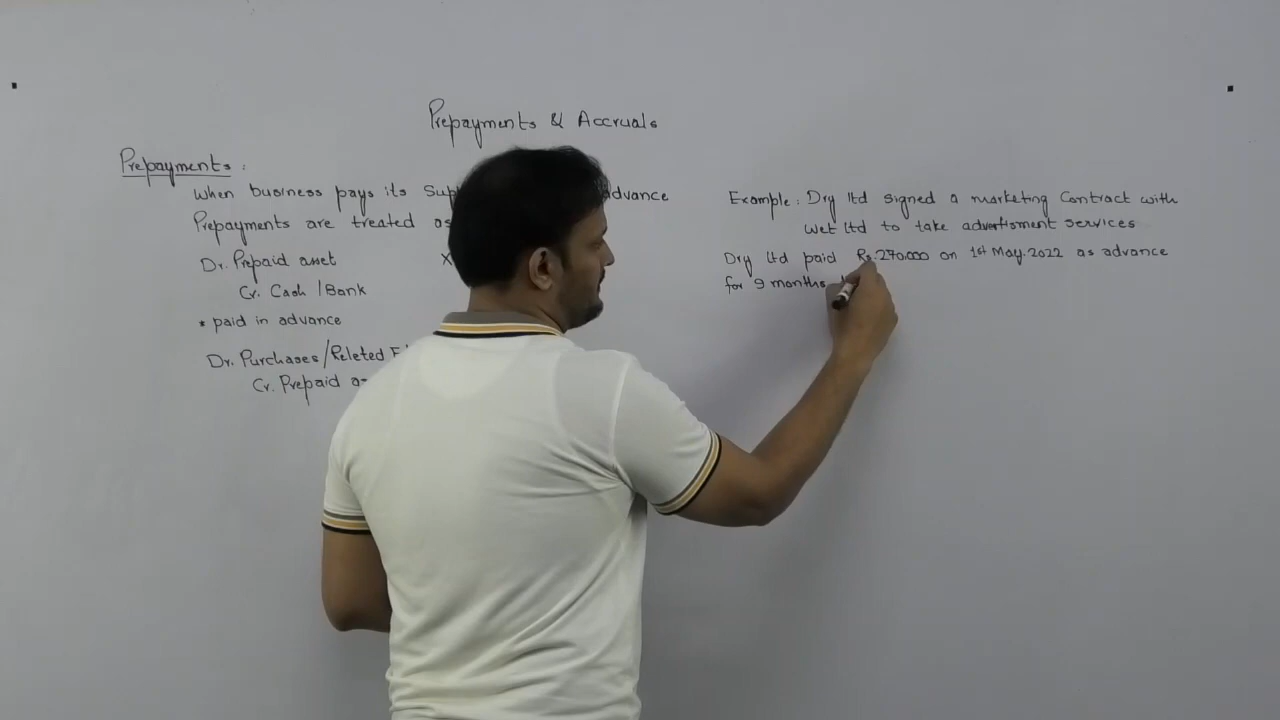 Prepayments & Accruals
Prepayments:
When business pays its advance
Prepayments are treated
Dr. Prepaid asset
Cr. Cash / Bank
* paid in advance
Dr. Purchases/Releted
Cr. Prepaid
Example: Dry ltd signed a marketing Contract with
Wet ltd to take advertisment services
Dry ltd paid Rs.270.000 on 1st May.2022 as advance
for 9 months